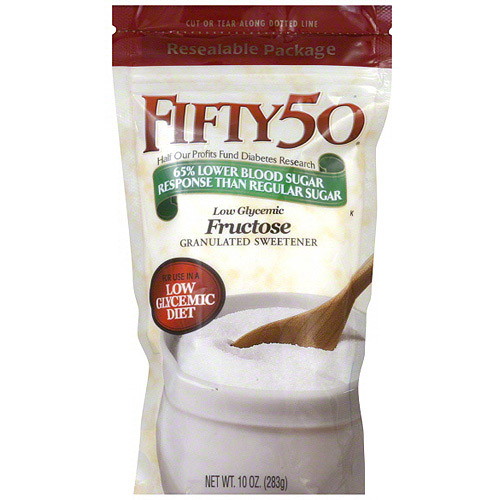 CUT OR TEAR ALONG DOTTED LINE
Resealable Package
FIFTY50
Half Our Profits Fund Diabetes Research
65% LOWER BLOOD SUGAR
RESPONSE THAN REGULAR SUGAR
K
Low Glycemic
Fructose
GRANULATED SWEETENER
FOR USE IN A
LOW
GLYCEMIC
DIET
NET WT. 10 OZ. (283g)